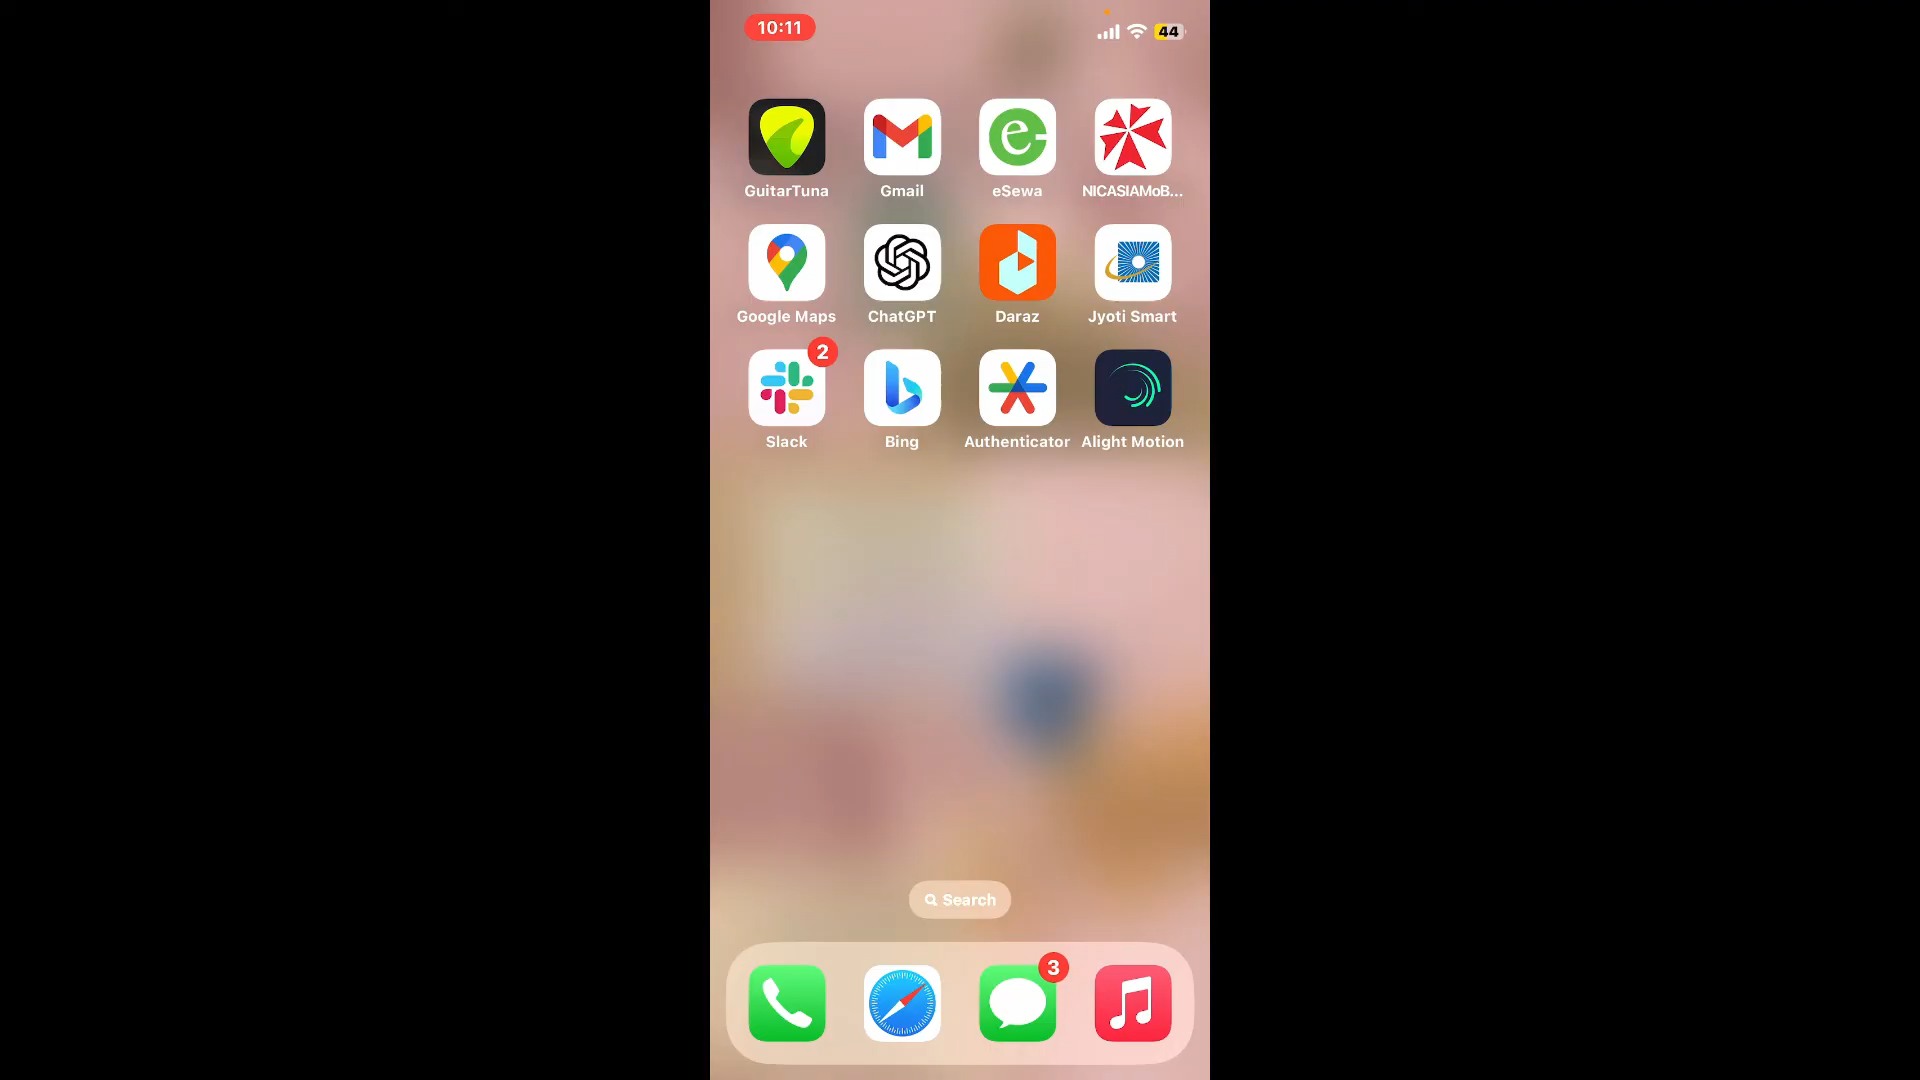 10:11
44
GuitarTuna
Gmail
eSewa
NICASIAMoB...
Google Maps
ChatGPT
Daraz
Jyoti Smart
2
Slack
Bing
Authenticator
Alight Motion
Search
3